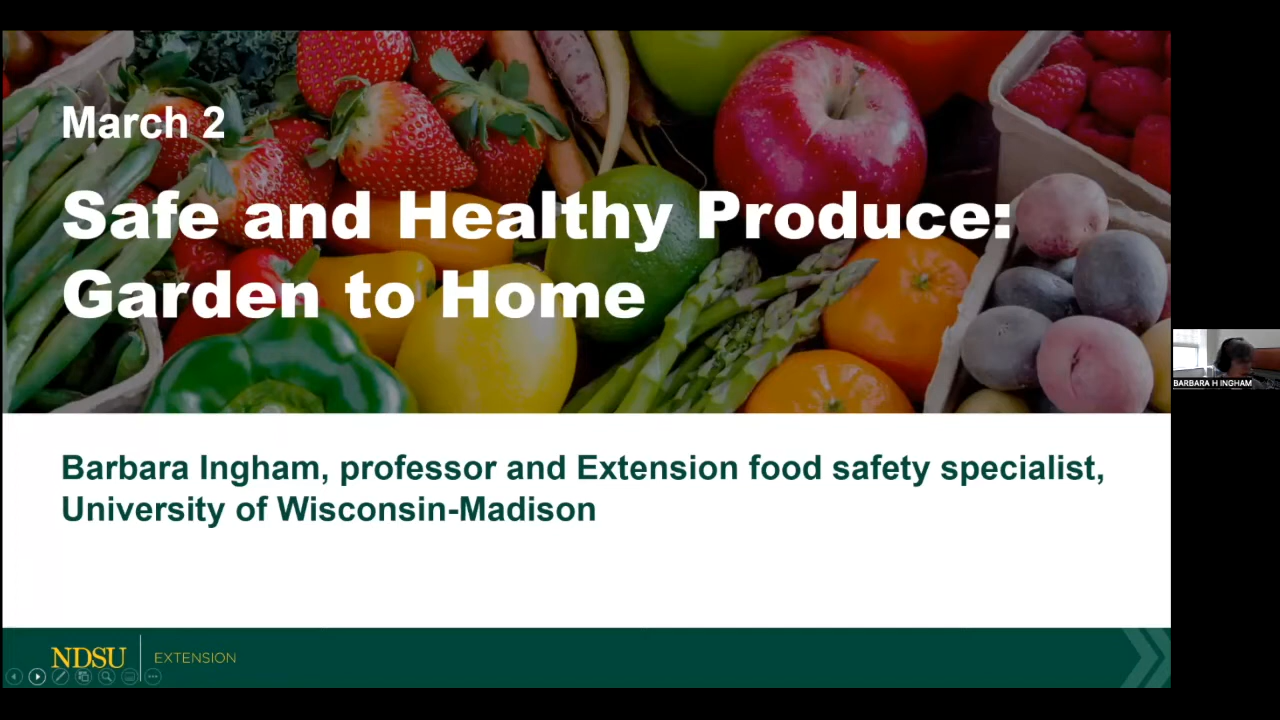 March 2
Safe and Healthy Produce:
Garden to Home
BARBARA H INGHAM
Barbara Ingham, professor and Extension food safety specialist,
University of Wisconsin-Madison
NDSU EXTENSION